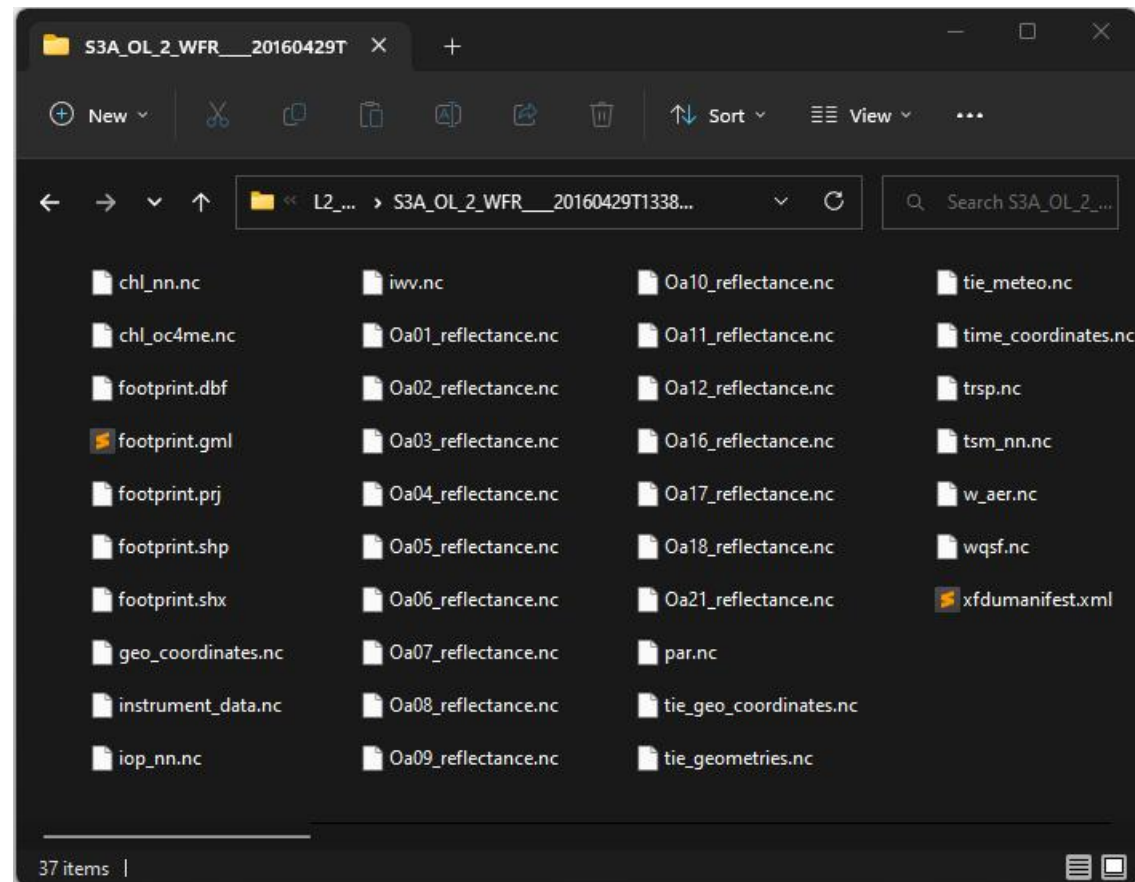 S3A_OL_2_WFR____20160429T
New
Sort
View
L2_... > S3A_OL_2_WFR____20160429T1338...
Search S3A_OL_2_...
chl_nn.nc
chl_oc4me.nc
footprint.dbf
footprint.gml
footprint.prj
footprint.shp
footprint.shx
geo_coordinates.nc
instrument_data.nc
iop_nn.nc
iwv.nc
Oa01_reflectance.nc
Oa02_reflectance.nc
Oa03_reflectance.nc
Oa04_reflectance.nc
Oa05_reflectance.nc
Oa06_reflectance.nc
Oa07_reflectance.nc
Oa08_reflectance.nc
Oa09_reflectance.nc
Oa10_reflectance.nc
Oa11_reflectance.nc
Oa12_reflectance.nc
Oa16_reflectance.nc
Oa17_reflectance.nc
Oa18_reflectance.nc
Oa21_reflectance.nc
par.nc
tie_geo_coordinates.nc
tie_geometries.nc
tie_meteo.nc
time_coordinates.nc
trsp.nc
tsm_nn.nc
w_aer.nc
wqsf.nc
xfdumanifest.xml
37 items